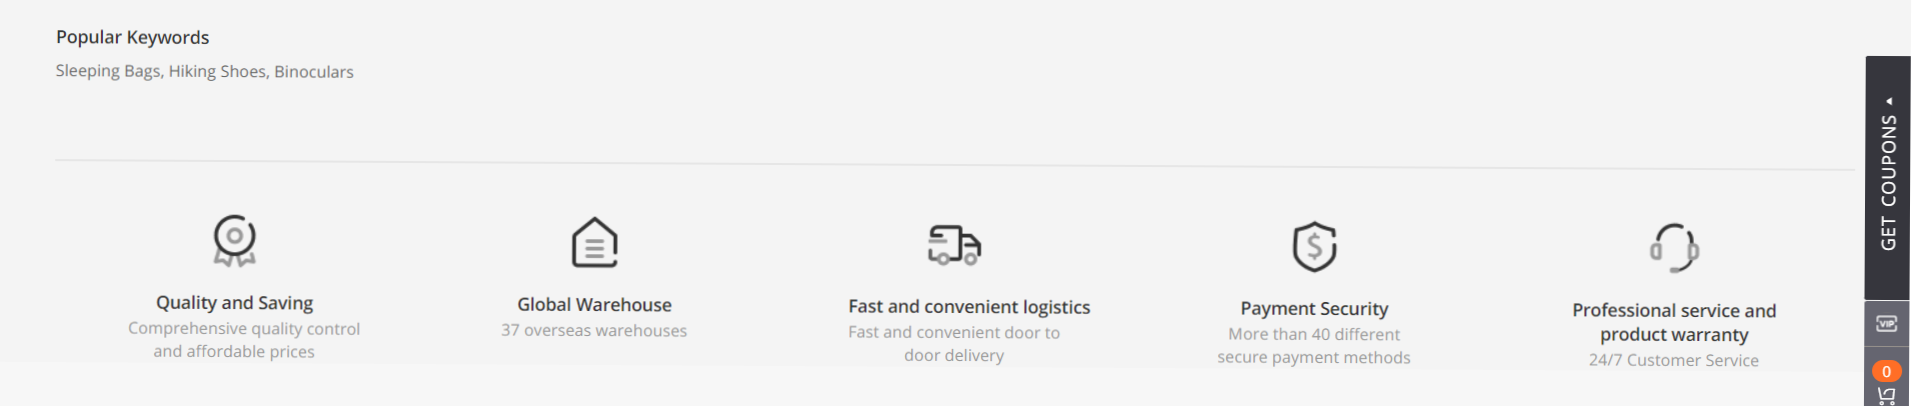 Popular Keywords
Sleeping Bags, Hiking Shoes, Binoculars
GET COUPONS
Quality and Saving
Comprehensive quality control
and affordable prices
Global Warehouse
37 overseas warehouses
Fast and convenient logistics
Fast and convenient door to
door delivery
$
Payment Security
More than 40 different
secure payment methods
Professional service and
product warranty
24/7 Customer Service
VIP
0